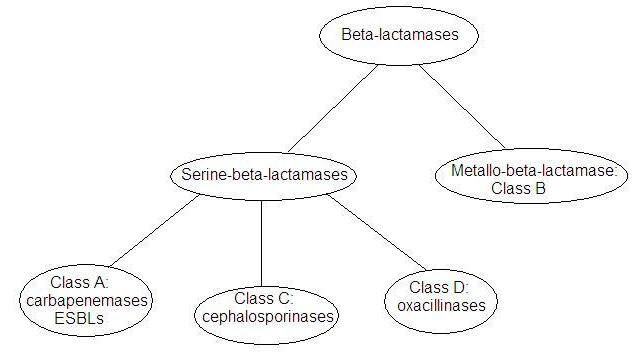 Beta-lactamases
Serine-beta-lactamases
Metallo-beta-lactamase:
Class B
Class A:
carbapenemases
ESBLs
Class C:
cephalosporinases
Class D:
oxacillinases